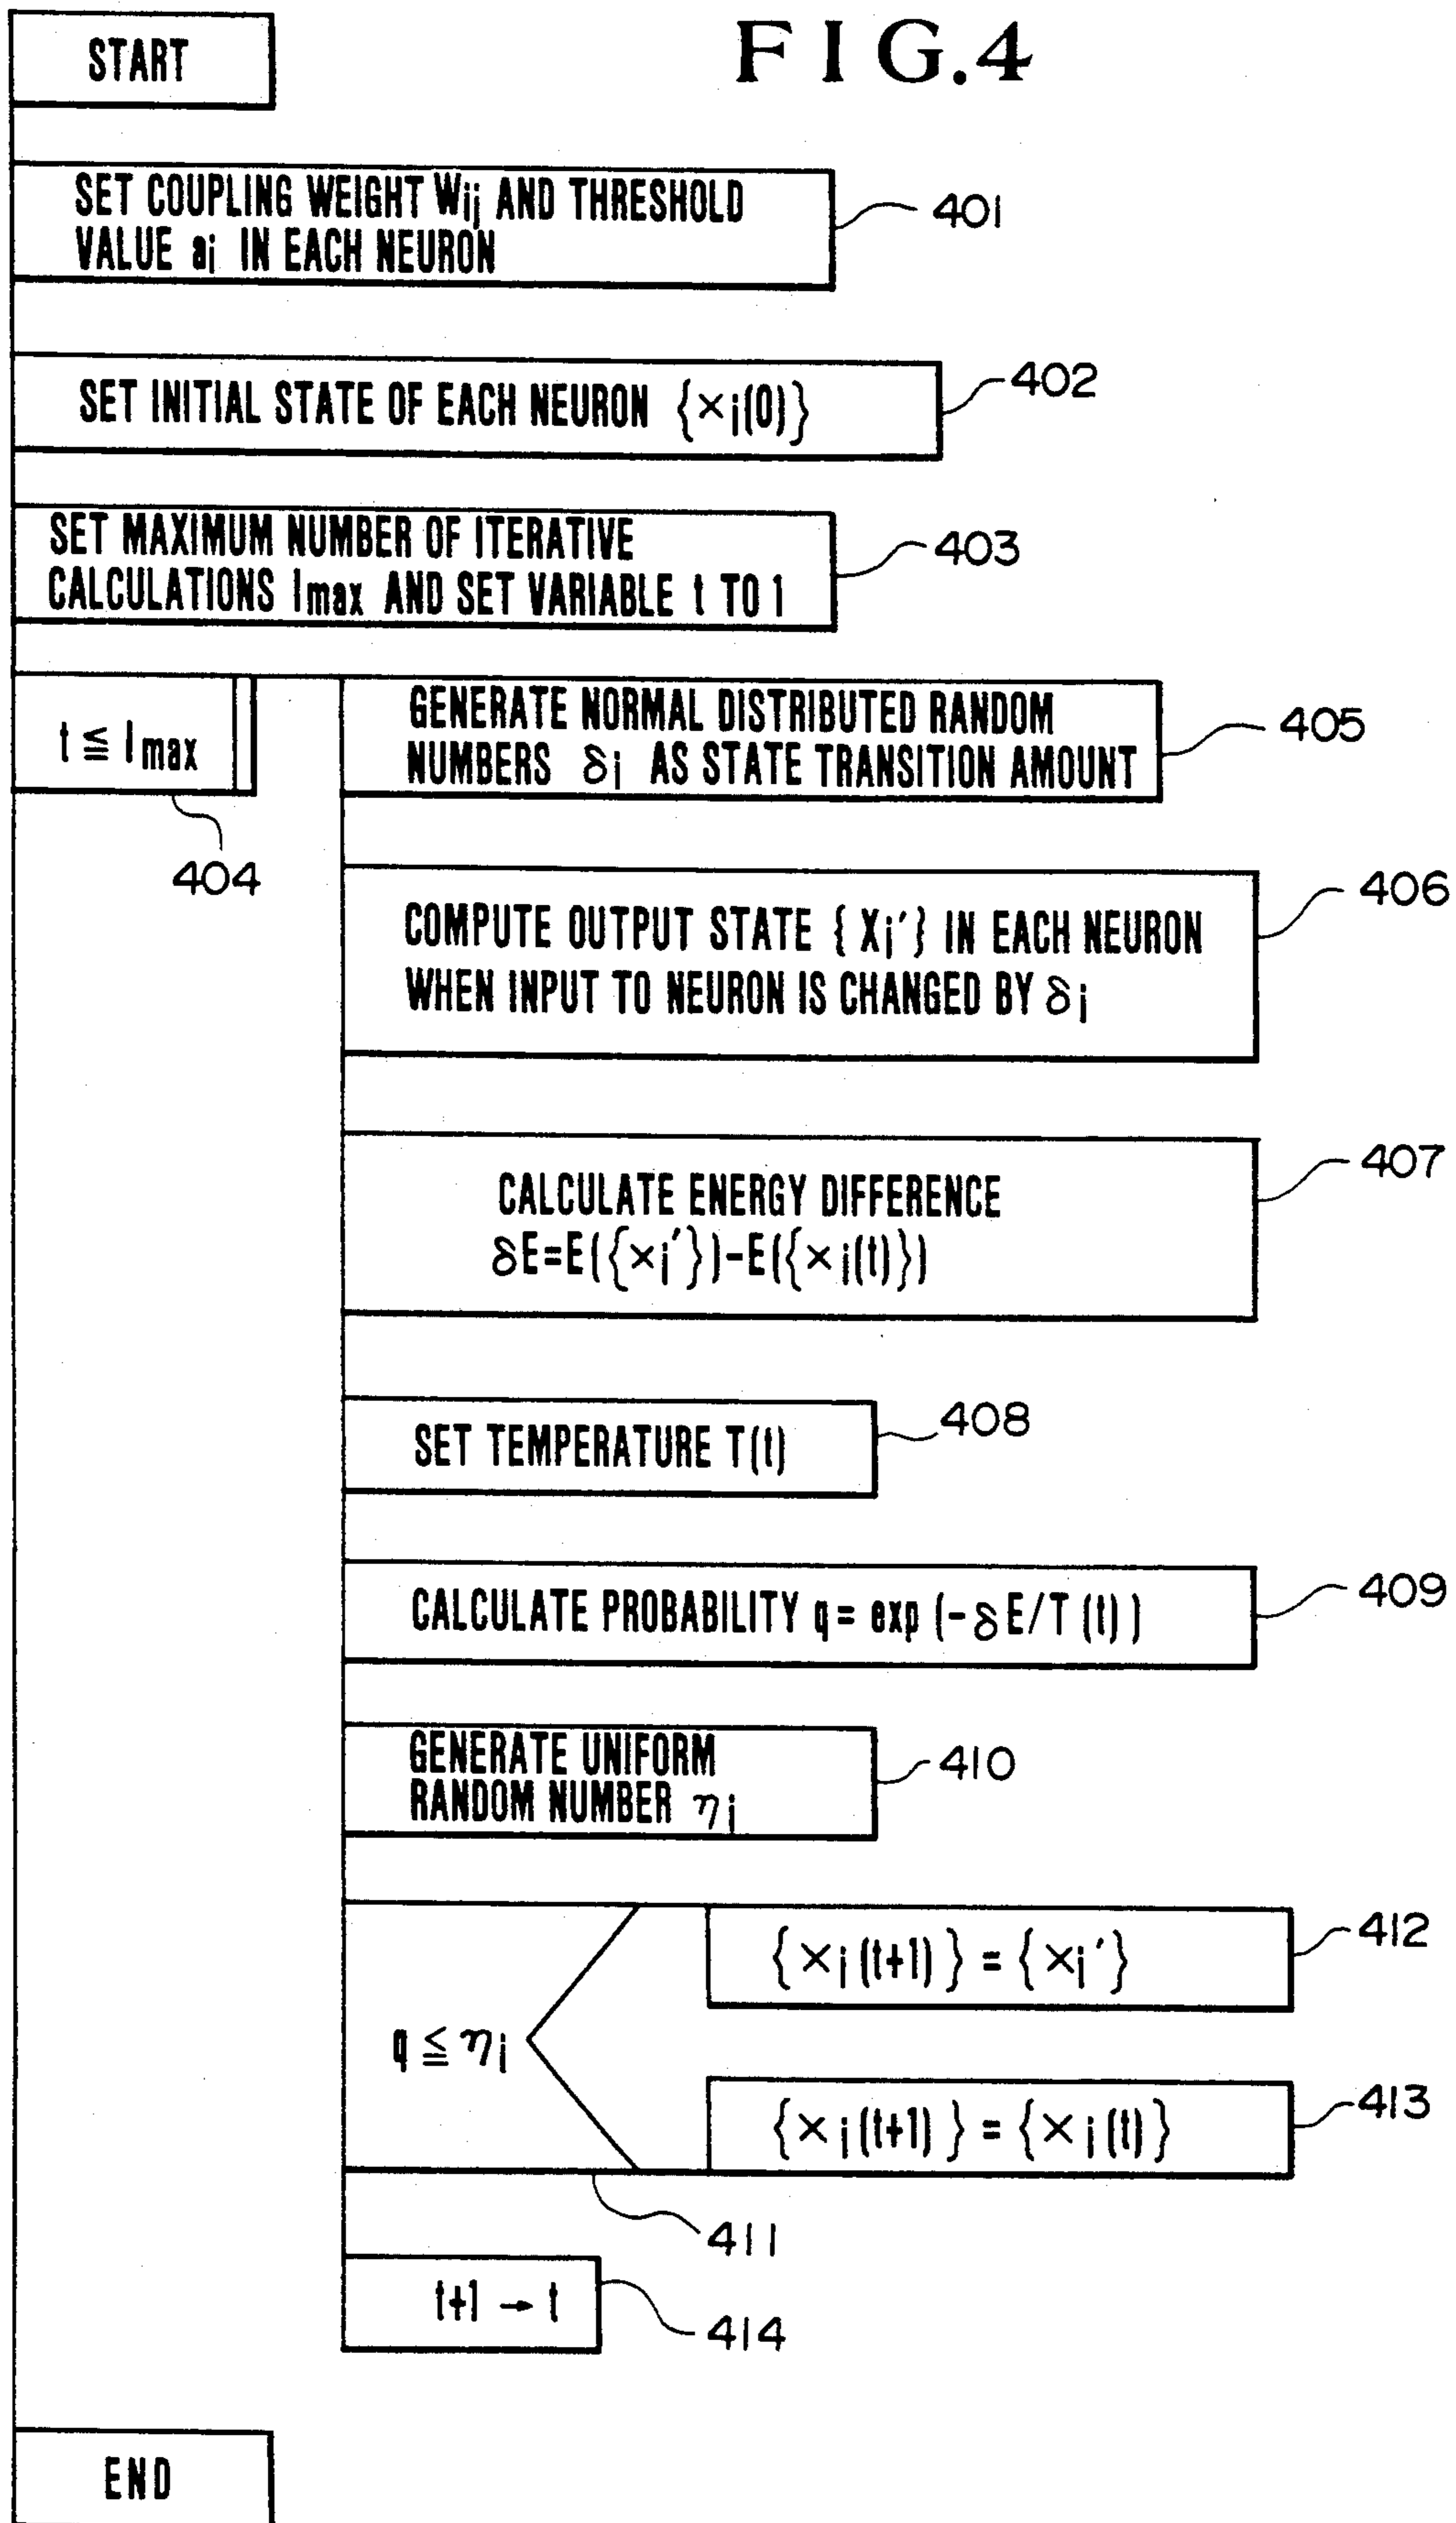 FIG.4
START
SET COUPLING WEIGHT Wij AND THRESHOLD
VALUE ai IN EACH NEURON
401
SET INITIAL STATE OF EACH NEURON {xi(0)}
402
SET MAXIMUM NUMBER OF ITERATIVE
CALCULATIONS Imax AND SET VARIABLE t TO 1
403
t ≦ Imax
404
GENERATE NORMAL DISTRIBUTED RANDOM
NUMBERS δi AS STATE TRANSITION AMOUNT
405
COMPUTE OUTPUT STATE {Xi'} IN EACH NEURON
WHEN INPUT TO NEURON IS CHANGED BY δi
406
CALCULATE ENERGY DIFFERENCE
δE=E({xi'})-E({xi(t)})
407
SET TEMPERATURE T(t)
408
CALCULATE PROBABILITY q = exp (-δE/T(t))
409
GENERATE UNIFORM
RANDOM NUMBER ηi
410
q ≦ ηi
411
{xi(t+1)} = {xi'}
412
{xi(t+1)} = {xi(t)}
413
t+1 → t
414
END